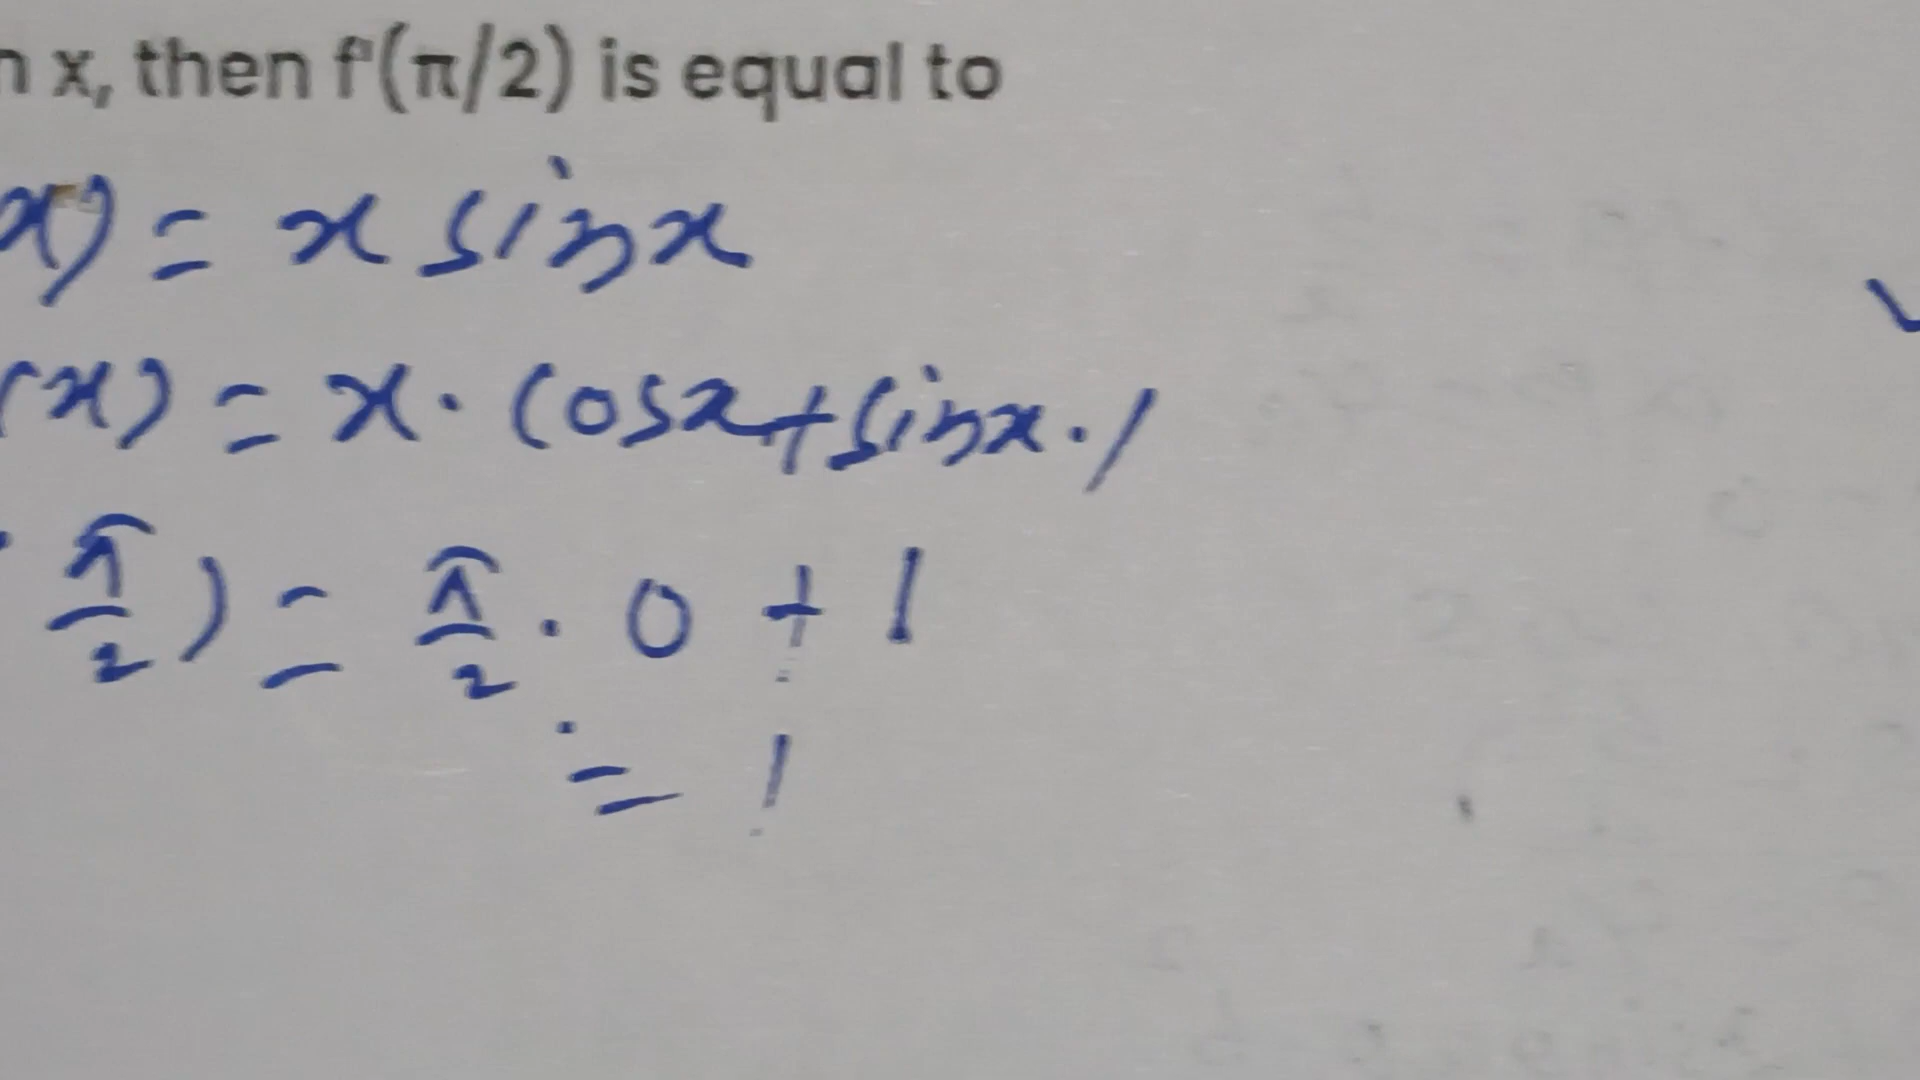 n x, then f'(π/2) is equal to
x) = x sinx
(x) = x · cosx + sinx · 1
π/2) = π/2 · 0 + 1
= 1